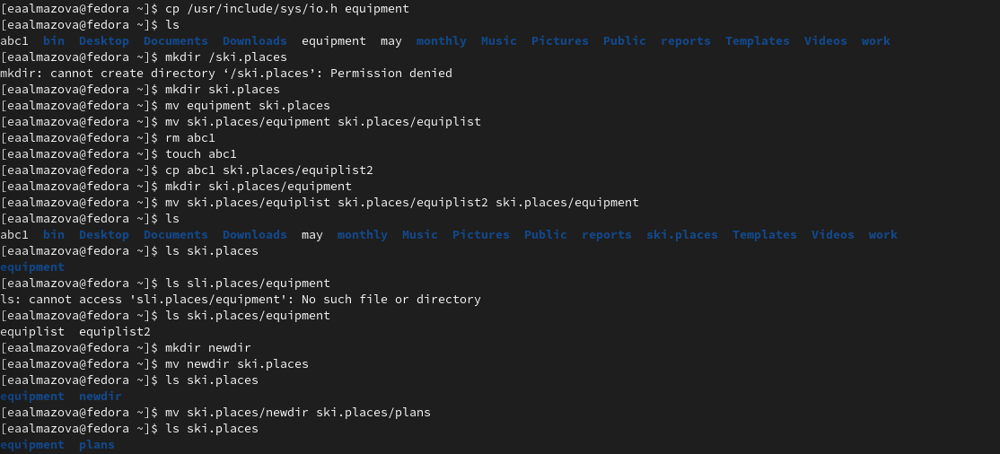 [eaalmazova@fedora ~]$ cp /usr/include/sys/io.h equipment
[eaalmazova@fedora ~]$ ls
abc1  bin  Desktop  Documents  Downloads  equipment  may  monthly  Music  Pictures  Public  reports  Templates  Videos  work
[eaalmazova@fedora ~]$ mkdir /ski.places
mkdir: cannot create directory ‘/ski.places’: Permission denied
[eaalmazova@fedora ~]$ mkdir ski.places
[eaalmazova@fedora ~]$ mv equipment ski.places
[eaalmazova@fedora ~]$ mv ski.places/equipment ski.places/equiplist
[eaalmazova@fedora ~]$ rm abc1
[eaalmazova@fedora ~]$ touch abc1
[eaalmazova@fedora ~]$ cp abc1 ski.places/equiplist2
[eaalmazova@fedora ~]$ mkdir ski.places/equipment
[eaalmazova@fedora ~]$ mv ski.places/equiplist ski.places/equiplist2 ski.places/equipment
[eaalmazova@fedora ~]$ ls
abc1  bin  Desktop  Documents  Downloads  may  monthly  Music  Pictures  Public  reports  ski.places  Templates  Videos  work
[eaalmazova@fedora ~]$ ls ski.places
equipment
[eaalmazova@fedora ~]$ ls sli.places/equipment
ls: cannot access 'sli.places/equipment': No such file or directory
[eaalmazova@fedora ~]$ ls ski.places/equipment
equiplist  equiplist2
[eaalmazova@fedora ~]$ mkdir newdir
[eaalmazova@fedora ~]$ mv newdir ski.places
[eaalmazova@fedora ~]$ ls ski.places
equipment  newdir
[eaalmazova@fedora ~]$ mv ski.places/newdir ski.places/plans
[eaalmazova@fedora ~]$ ls ski.places
equipment  plans